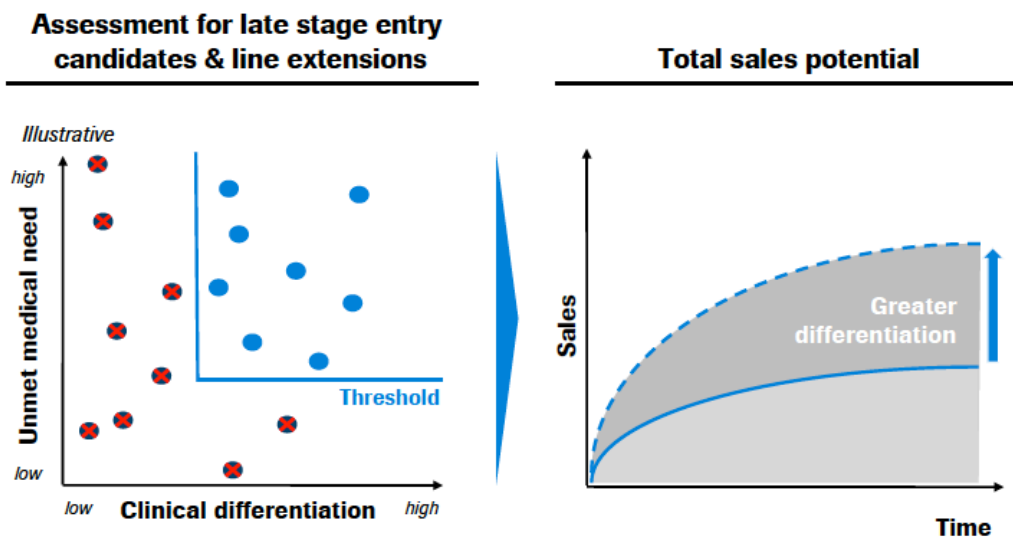 Assessment for late stage entry
candidates & line extensions
Total sales potential
Illustrative
high
Unmet medical need
low
Threshold
low
Clinical differentiation
high
Sales
Greater
differentiation
Time